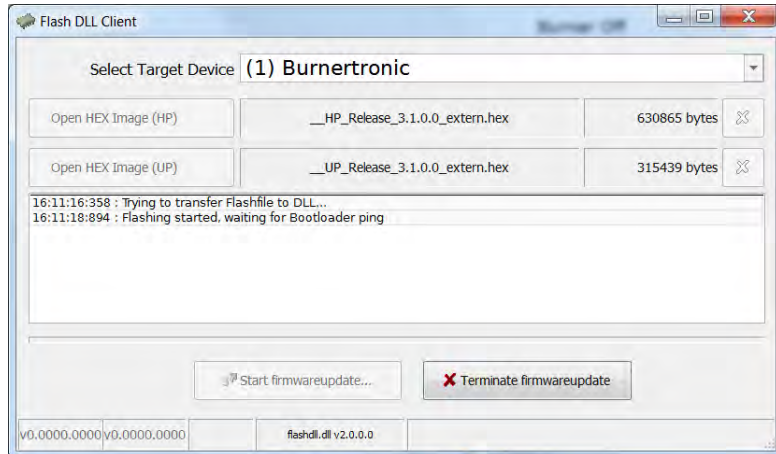 Flash DLL Client
Burner Off
Select Target Device (1) Burnertronic
Open HEX Image (HP) __HP_Release_3.1.0.0_extern.hex 630865 bytes
Open HEX Image (UP) __UP_Release_3.1.0.0_extern.hex 315439 bytes
16:11:16:358 : Trying to transfer Flashfile to DLL...
16:11:18:894 : Flashing started, waiting for Bootloader ping
Start firmwareupdate... Terminate firmwareupdate
v0.0000.0000 v0.0000.0000 flashdll.dll v2.0.0.0